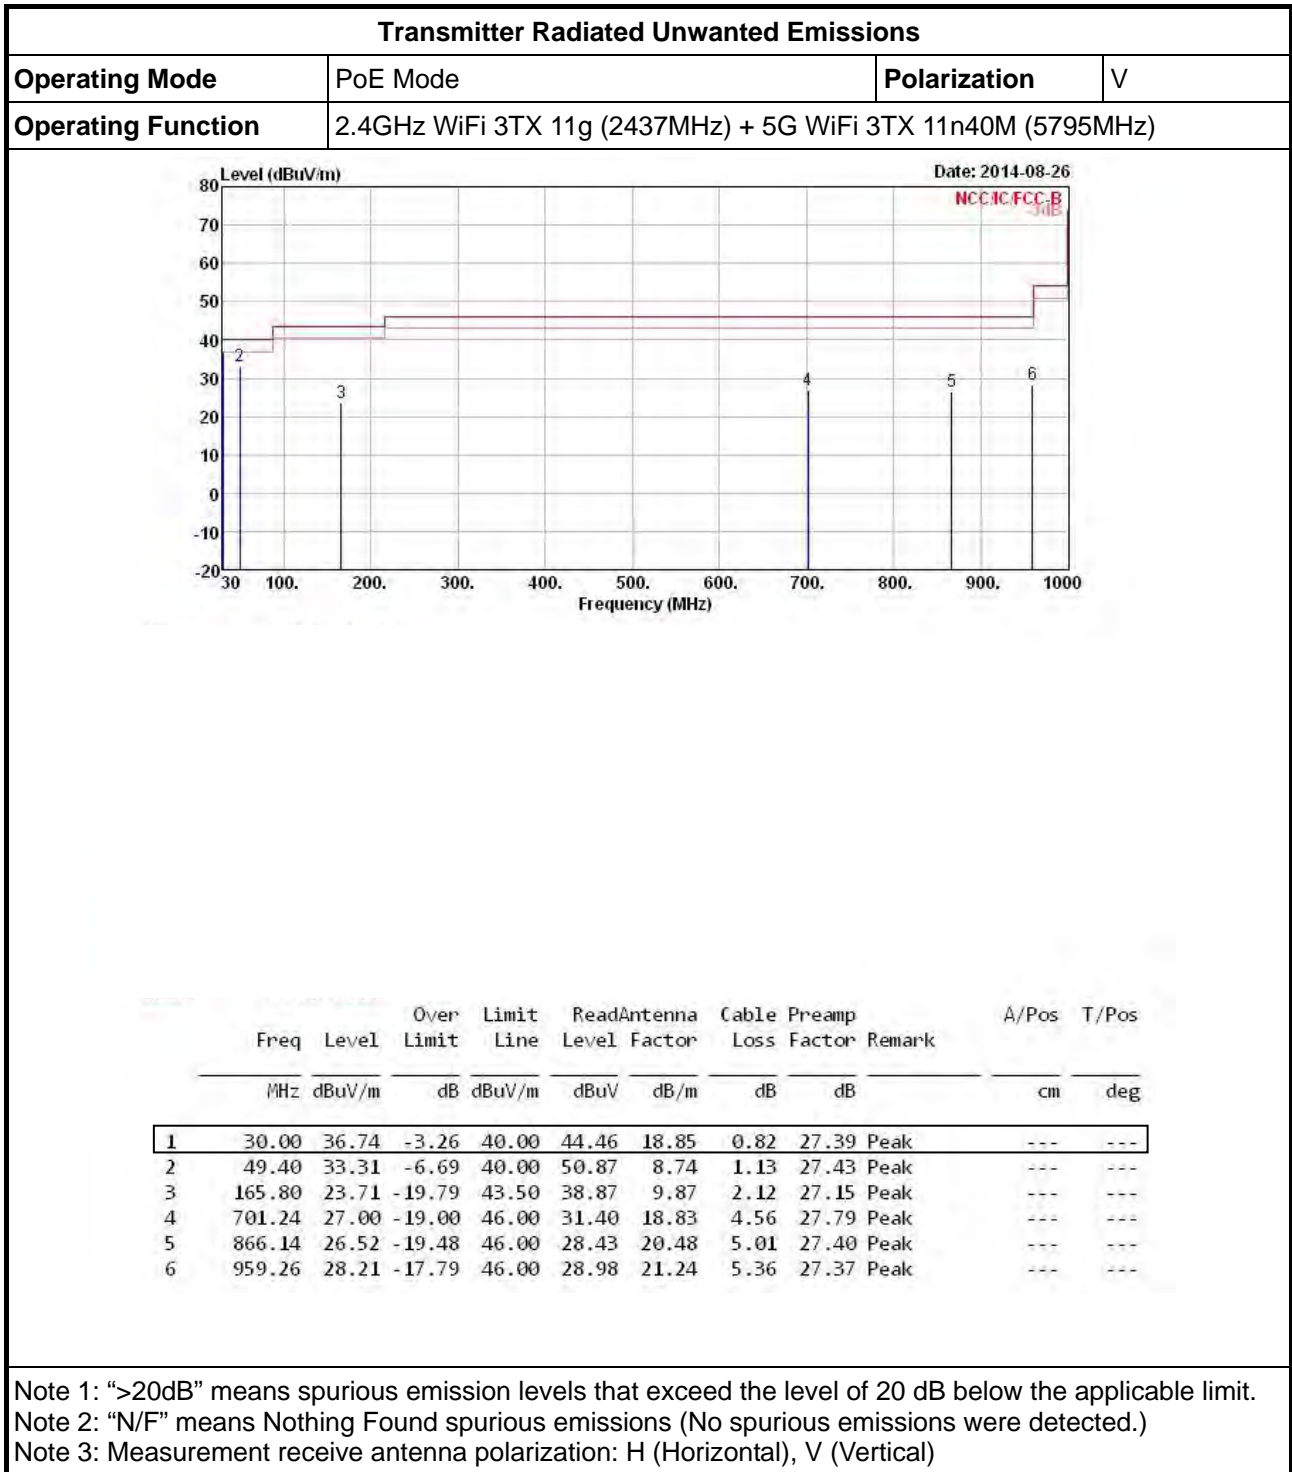 Transmitter Radiated Unwanted Emissions
Operating Mode PoE Mode Polarization V
Operating Function 2.4GHz WiFi 3TX 11g (2437MHz) + 5G WiFi 3TX 11n40M (5795MHz)
Level (dBuV/m) Date: 2014-08-26
80
NCC/IC/FCC-B
-3dB
70
60
50
40
2
30
3 4 5 6
20
10
0
-10
-20
30 100. 200. 300. 400. 500. 600. 700. 800. 900. 1000
Frequency (MHz)
Over Limit ReadAntenna Cable Preamp A/Pos T/Pos
Freq Level Limit Line Level Factor Loss Factor Remark
MHz dBuV/m dB dBuV/m dBuV dB/m dB dB cm deg
1 30.00 36.74 -3.26 40.00 44.46 18.85 0.82 27.39 Peak --- ---
2 49.40 33.31 -6.69 40.00 50.87 8.74 1.13 27.43 Peak --- ---
3 165.80 23.71 -19.79 43.50 38.87 9.87 2.12 27.15 Peak --- ---
4 701.24 27.00 -19.00 46.00 31.40 18.83 4.56 27.79 Peak --- ---
5 866.14 26.52 -19.48 46.00 28.43 20.48 5.01 27.40 Peak --- ---
6 959.26 28.21 -17.79 46.00 28.98 21.24 5.36 27.37 Peak --- ---
Note 1: “>20dB” means spurious emission levels that exceed the level of 20 dB below the applicable limit.
Note 2: “N/F” means Nothing Found spurious emissions (No spurious emissions were detected.)
Note 3: Measurement receive antenna polarization: H (Horizontal), V (Vertical)